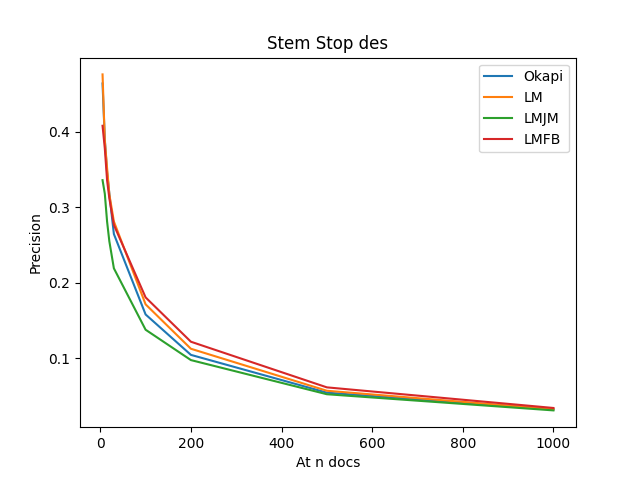 Stem Stop des
Okapi
LM
LMJM
LMFB
Precision
0.4
0.3
0.2
0.1
0
200
400
600
800
1000
At n docs